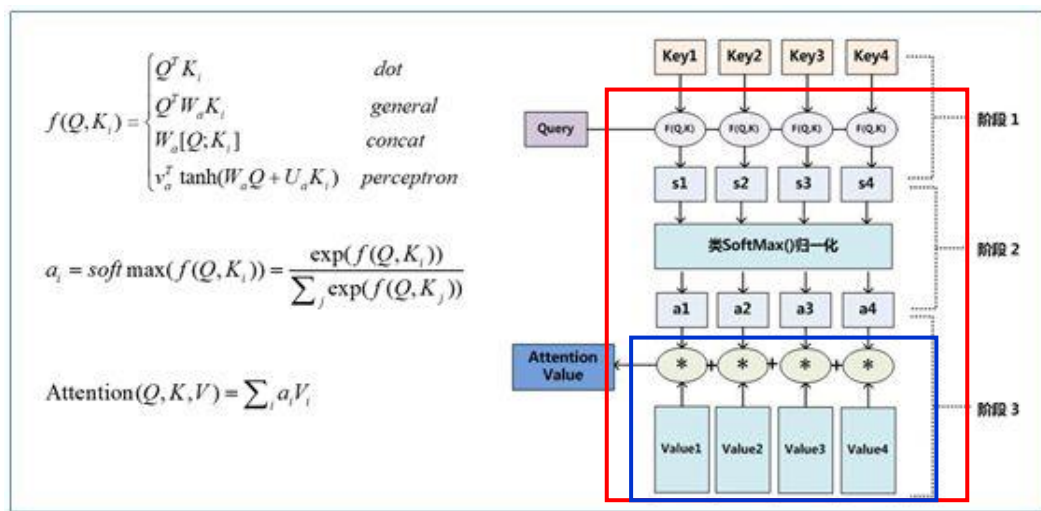 f(Q,K_i) = { Q^T K_i dot
Q^T W_a K_i general
W_a[Q;K_i] concat
v_a^T tanh(W_a Q + U_a K_i) perceptron
a_i = soft max(f(Q,K_i)) = exp(f(Q,K_i)) / ∑_j exp(f(Q,K_j))
Attention(Q,K,V) = ∑_i a_i V_i
Key1 Key2 Key3 Key4
阶段 1
Query F(Q,K) F(Q,K) F(Q,K) F(Q,K)
s1 s2 s3 s4
类SoftMax()归一化
阶段 2
a1 a2 a3 a4
Attention
Value
* + * + * + *
阶段 3
Value1 Value2 Value3 Value4